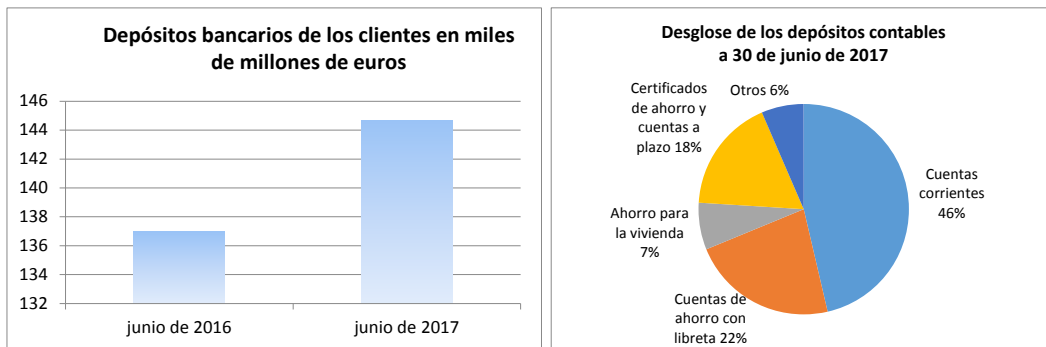 Depósitos bancarios de los clientes en miles
de millones de euros
146
144
142
140
138
136
134
132
junio de 2016
junio de 2017
Desglose de los depósitos contables
a 30 de junio de 2017
Certificados
de ahorro y
cuentas a
plazo 18%
Otros 6%
Cuentas
corrientes
46%
Ahorro para
la vivienda
7%
Cuentas de
ahorro con
libreta 22%